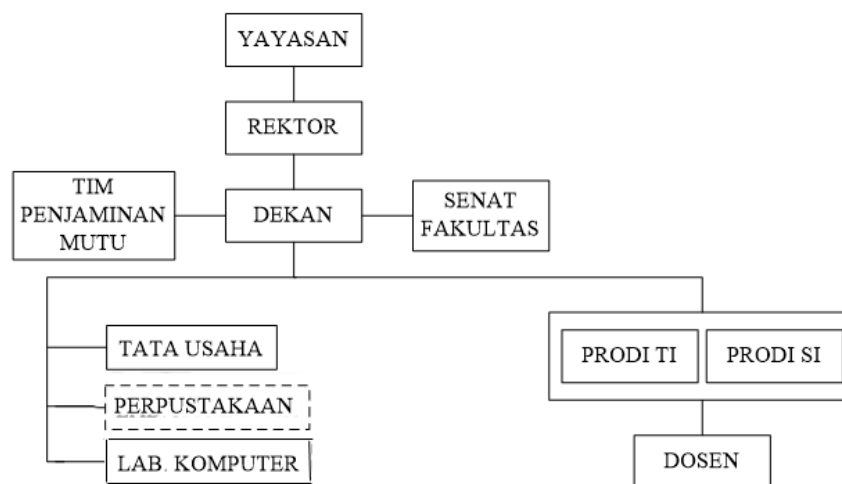 YAYASAN
REKTOR
TIM
PENJAMINAN
MUTU
DEKAN
SENAT
FAKULTAS
TATA USAHA
PERPUSTAKAAN
LAB. KOMPUTER
PRODI TI
PRODI SI
DOSEN